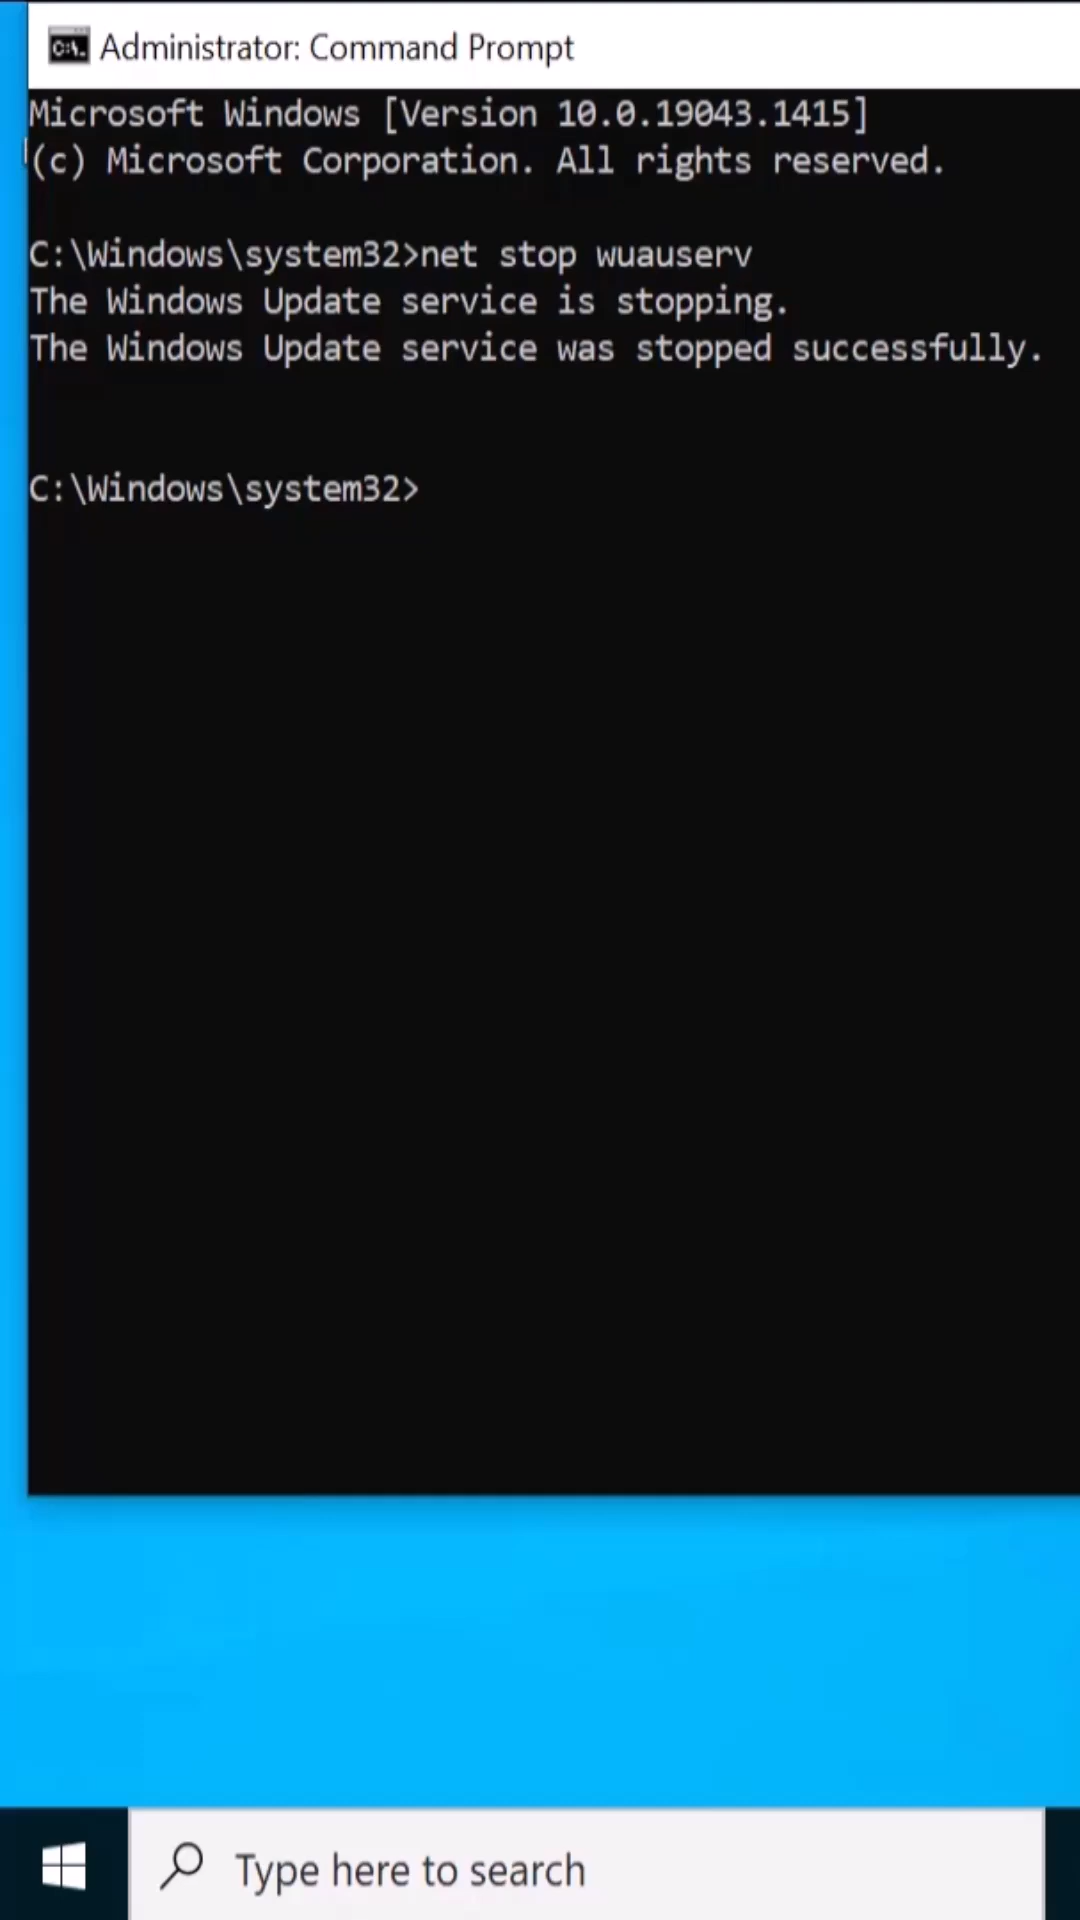 Administrator: Command Prompt
Microsoft Windows [Version 10.0.19043.1415]
(c) Microsoft Corporation. All rights reserved.
C:\Windows\system32>net stop wuauserv
The Windows Update service is stopping.
The Windows Update service was stopped successfully.
C:\Windows\system32>
Type here to search